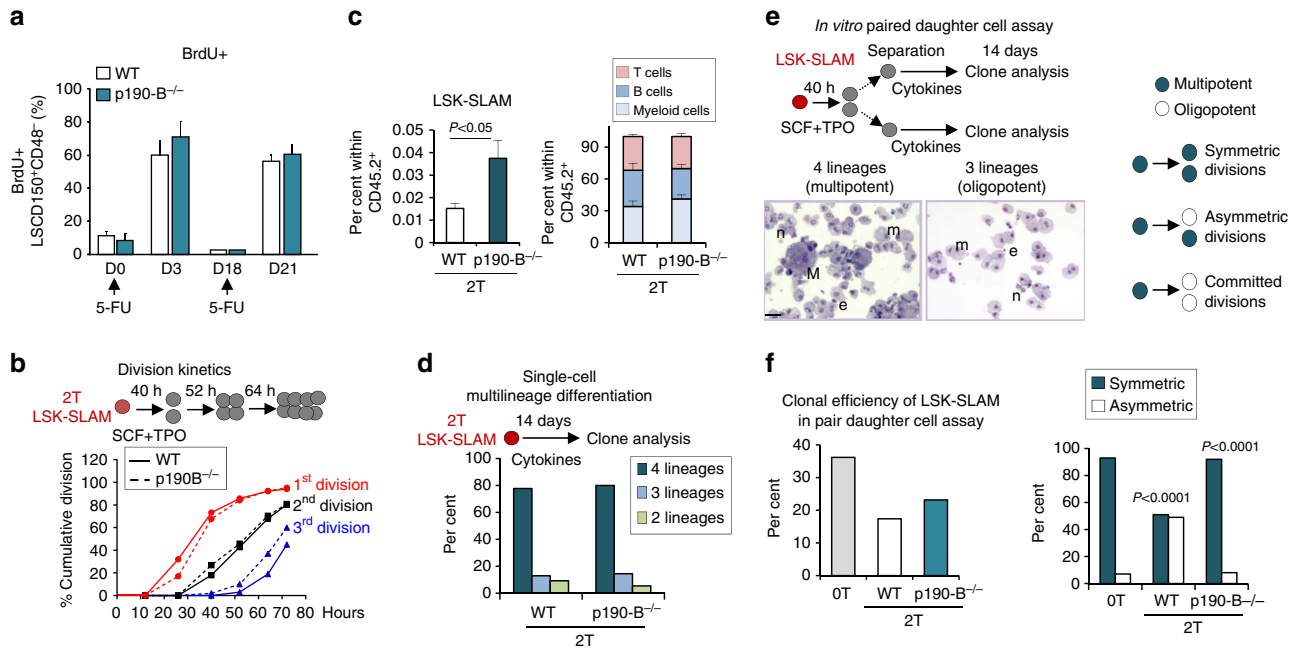 a
BrdU+
WT
p190-B–/–
BrdU+
LSCD150+CD48– (%)
100
80
60
40
20
0
D0 D3 D18 D21
5-FU 5-FU
b
Division kinetics
2T
LSK-SLAM
40 h 52 h 64 h
SCF+TPO
WT
p190B–/–
% Cumulative division
120
100
80
60
40
20
0
0 10 20 30 40 50 60 70 80 Hours
1st division
2nd division
3rd division
c
LSK-SLAM
Per cent within
CD45.2+
0.05
0.04
0.03
0.02
0.01
0
P<0.05
WT p190-B–/–
2T
T cells
B cells
Myeloid cells
Per cent within
CD45.2+
90
60
30
0
WT p190-B–/–
2T
d
Single-cell
multilineage differentiation
2T
LSK-SLAM
14 days
Clone analysis
Cytokines
4 lineages
3 lineages
2 lineages
Per cent
100
80
60
40
20
0
WT p190-B–/–
2T
e
In vitro paired daughter cell assay
LSK-SLAM
Separation 14 days
40 h
SCF+TPO
Cytokines
Clone analysis
Cytokines
Clone analysis
4 lineages
(multipotent)
3 lineages
(oligopotent)
n
m
M
e
m
e
n
Multipotent
Oligopotent
Symmetric
divisions
Asymmetric
divisions
Committed
divisions
f
Clonal efficiency of LSK-SLAM
in pair daughter cell assay
Per cent
40
30
20
10
0
0T WT p190-B–/–
2T
Symmetric
Asymmetric
Per cent
100
80
60
40
20
0
P<0.0001
P<0.0001
0T WT p190-B–/–
2T